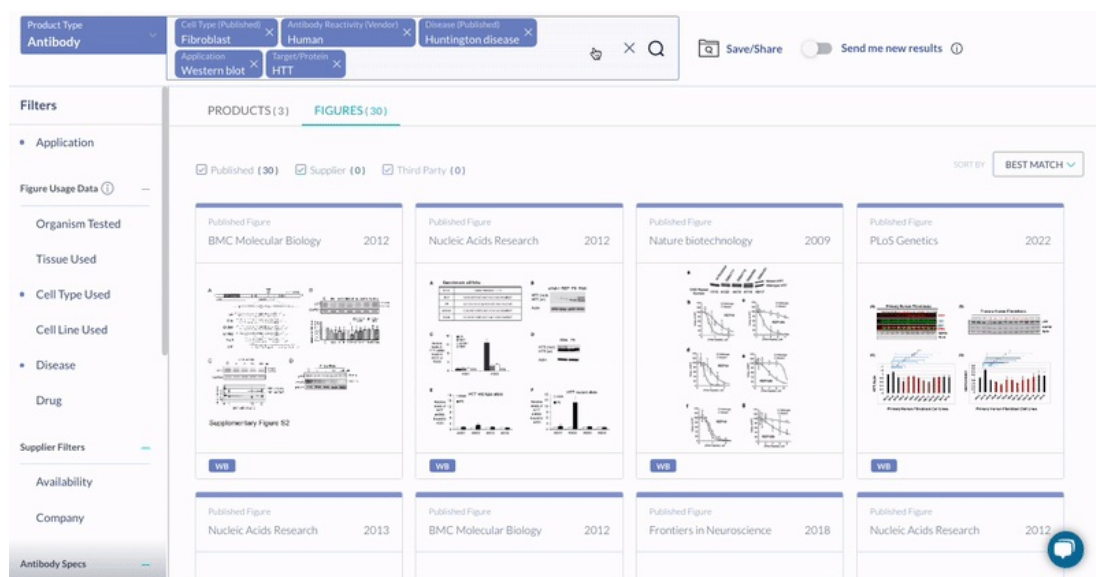 Product Type
Antibody
Cell Type (Published)
Fibroblast
Antibody Reactivity (Vendor)
Human
Disease (Published)
Huntington disease
Application
Western blot
Target/Protein
HTT
Save/Share
Send me new results
Filters
Application
Figure Usage Data
Organism Tested
Tissue Used
Cell Type Used
Cell Line Used
Disease
Drug
Supplier Filters
Availability
Company
Antibody Specs
PRODUCTS (3)
FIGURES (30)
Published (30)
Supplier (0)
Third Party (0)
SORT BY
BEST MATCH
Published Figure
BMC Molecular Biology 2012
Supplementary Figure S2
WB
Published Figure
Nucleic Acids Research 2012
WB
Published Figure
Nature biotechnology 2009
WB
Published Figure
PLoS Genetics 2022
WB
Published Figure
Nucleic Acids Research 2013
Published Figure
BMC Molecular Biology 2012
Published Figure
Frontiers in Neuroscience 2018
Published Figure
Nucleic Acids Research 2012